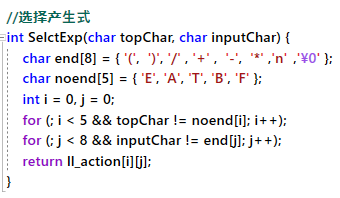 //选择产生式
int SelctExp(char topChar, char inputChar) {
char end[8] = { '(', ')', '/' , '+' , '-', '*' ,'n' ,'¥0' };
char noend[5] = { 'E', 'A', 'T', 'B', 'F' };
int i = 0, j = 0;
for (; i < 5 && topChar != noend[i]; i++);
for (; j < 8 && inputChar != end[j]; j++);
return ll_action[i][j];
}